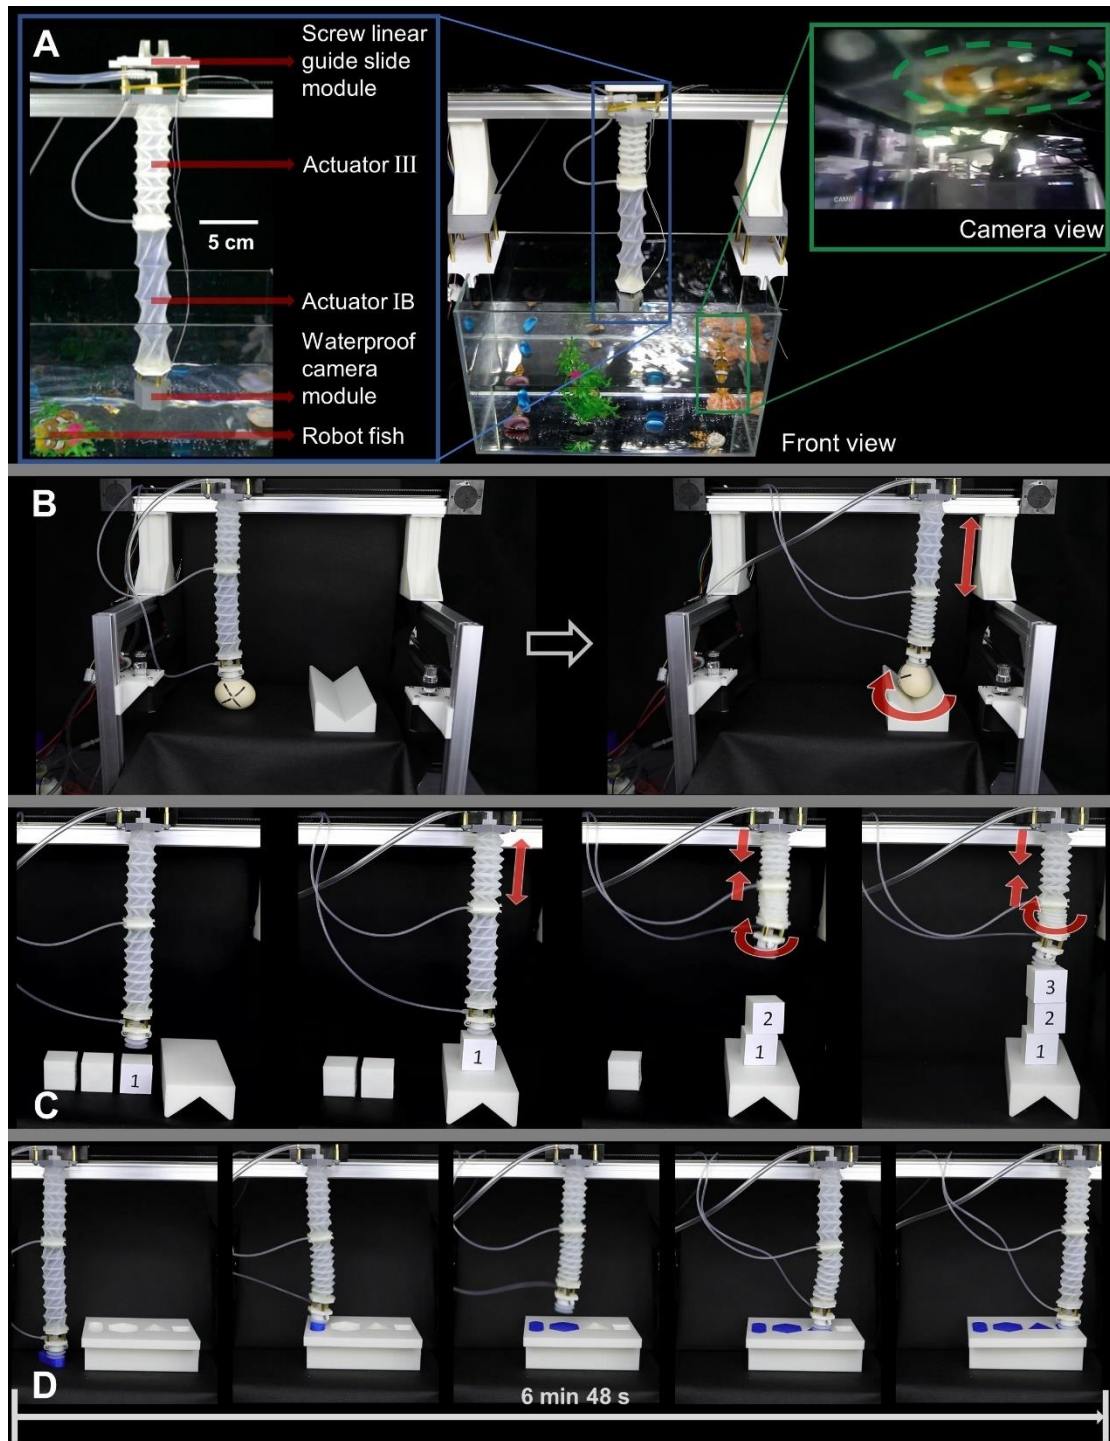 A
Screw linear
guide slide
module
Actuator III
5 cm
Actuator IB
Waterproof
camera
module
Robot fish
Camera view
Front view
B
1
1
2
1
3
2
1
C
D
6 min 48 s